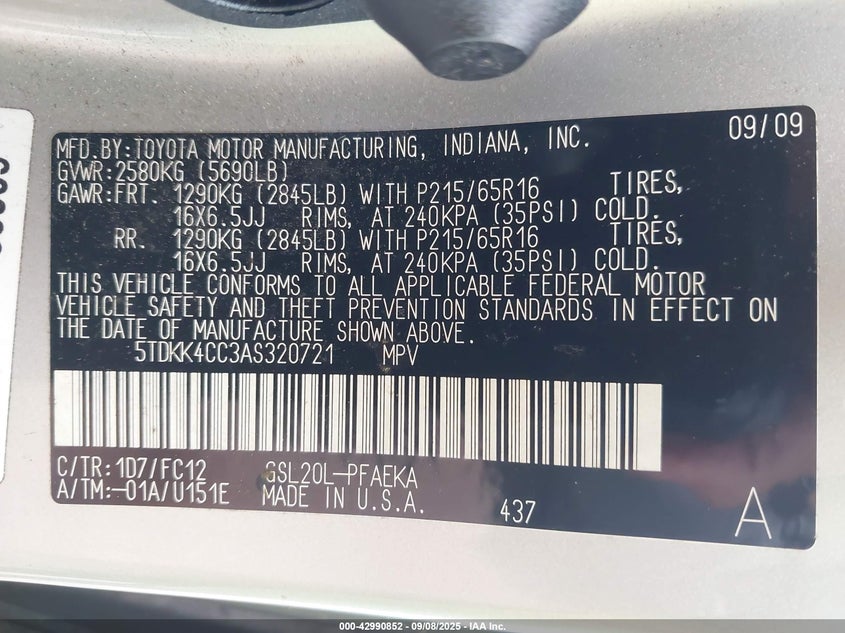 09/09
MFD.BY:TOYOTA MOTOR MANUFACTURING, INDIANA, INC.
GVWR:2580KG (5690LB)
GAWR:FRT. 1290KG (2845LB) WITH P215/65R16 TIRES,
16X6.5JJ RIMS, AT 240KPA (35PSI) COLD.
RR. 1290KG (2845LB) WITH P215/65R16 TIRES,
16X6.5JJ RIMS, AT 240KPA (35PSI) COLD.
THIS VEHICLE CONFORMS TO ALL APPLICABLE FEDERAL MOTOR
VEHICLE SAFETY AND THEFT PREVENTION STANDARDS IN EFFECT ON
THE DATE OF MANUFACTURE SHOWN ABOVE.
5TDKK4CC3AS320721 MPV
C/TR:1D7/FC12 GSL20L-PFAEKA
A/TM:-01A/U151E MADE IN U.S.A. 437 A
000-42990852 - 09/08/2025 - IAA Inc.